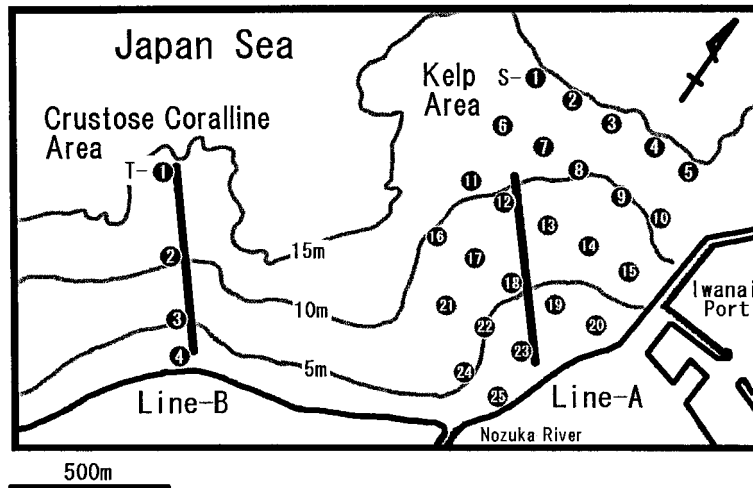 Japan Sea
Kelp
Area
S-
1
2
3
4
5
6
7
8
9
10
Crustose Coralline
Area
T-
1
11
12
13
14
15
16
17
18
19
20
21
22
23
24
25
2
3
4
15m
10m
5m
Iwanai
Port
Line-B
Line-A
Nozuka River
500m